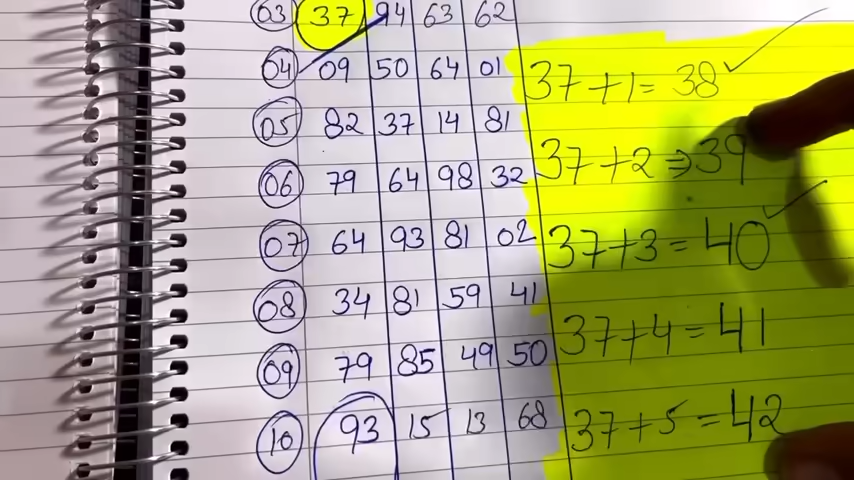 03 37 94 63 62
04 09 50 64 01
05 82 37 14 81
06 79 64 98 32
07 64 93 81 02
08 34 81 59 41
09 79 85 49 50
10 93 15 13 68
37+1= 38
37+2⇒39
37+3=40
37+4=41
37+5=42